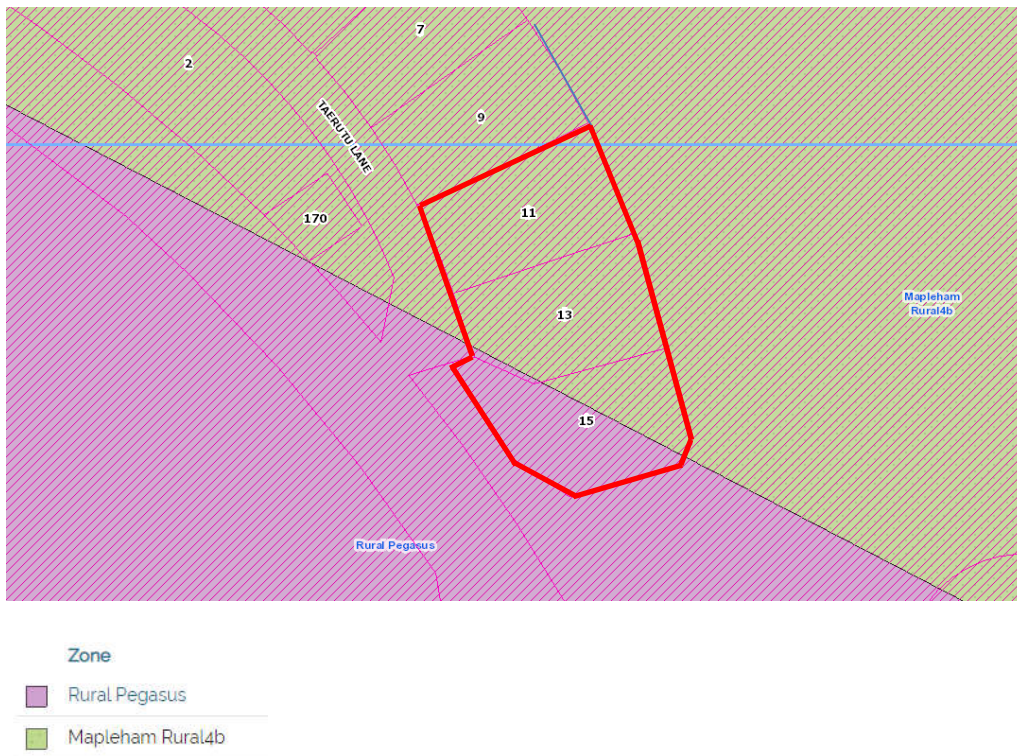 7
2
TAERUTU LANE
9
170
11
Mapleham
Rural4b
13
15
Rural Pegasus
Zone
Rural Pegasus
Mapleham Rural4b